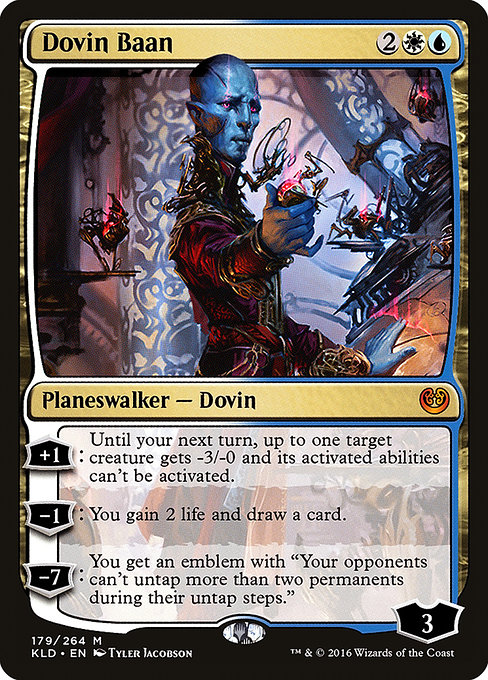 Dovin Baan 2
Planeswalker — Dovin
+1 : Until your next turn, up to one target
creature gets -3/-0 and its activated abilities
can't be activated.
-1 : You gain 2 life and draw a card.
-7 : You get an emblem with “Your opponents
can't untap more than two permanents
during their untap steps.”
3
179/264 M
KLD • EN Tyler Jacobson
™ & © 2016 Wizards of the Coast